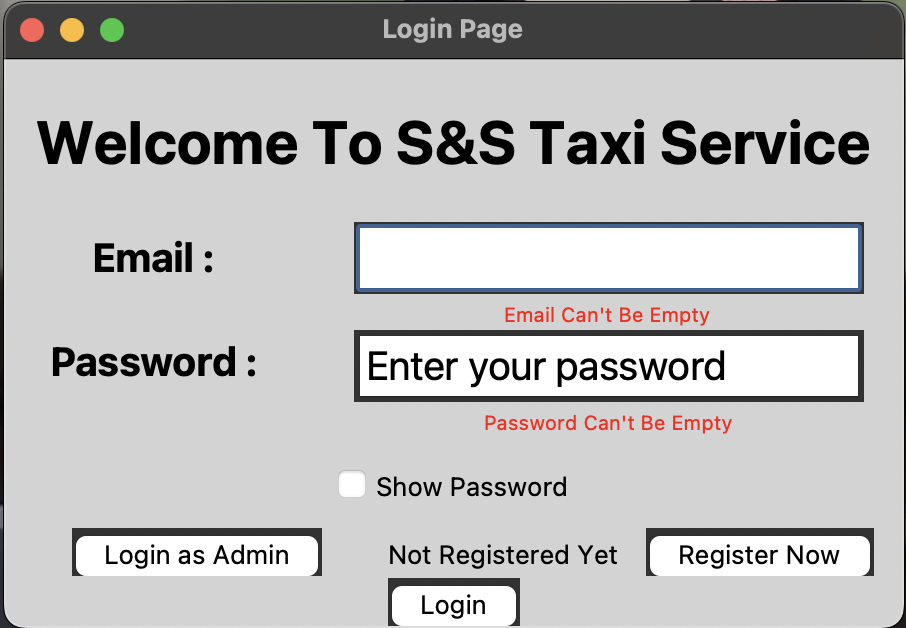 Login Page
Welcome To S&S Taxi Service
Email :
Email Can't Be Empty
Password :
Enter your password
Password Can't Be Empty
Show Password
Login as Admin
Not Registered Yet
Register Now
Login